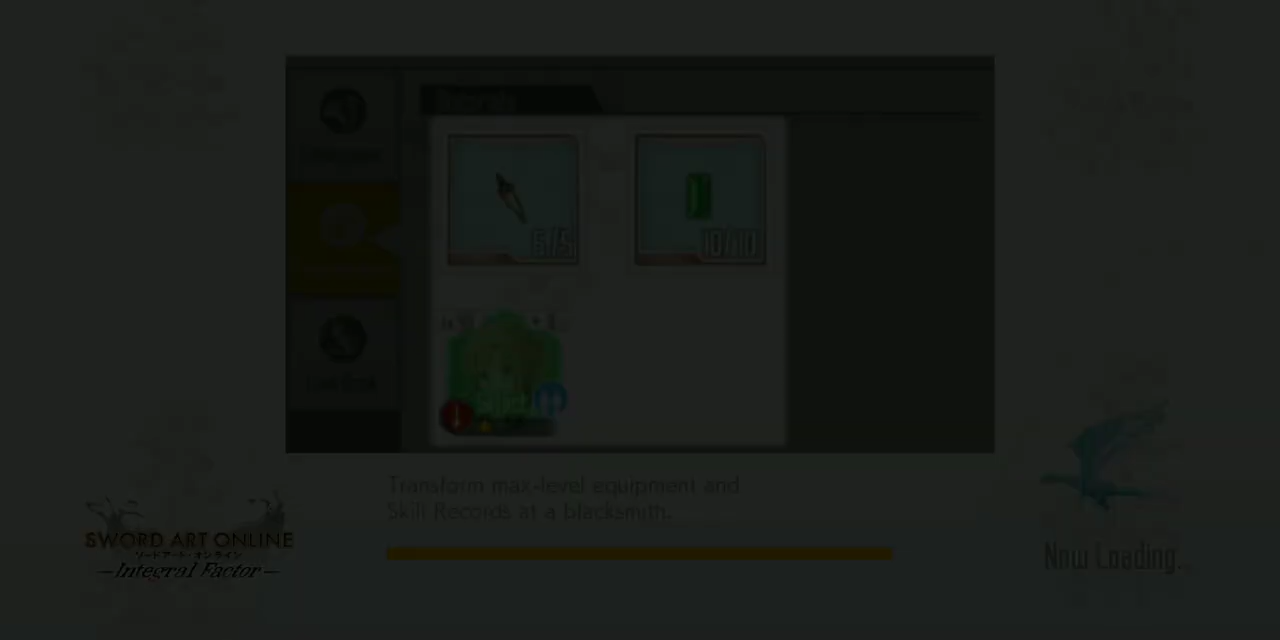 6/5
10/10
Transform max-level equipment and
Skill Records at a blacksmith.
SWORD ART ONLINE
ソードアート・オンライン
Integral Factor
Now Loading.